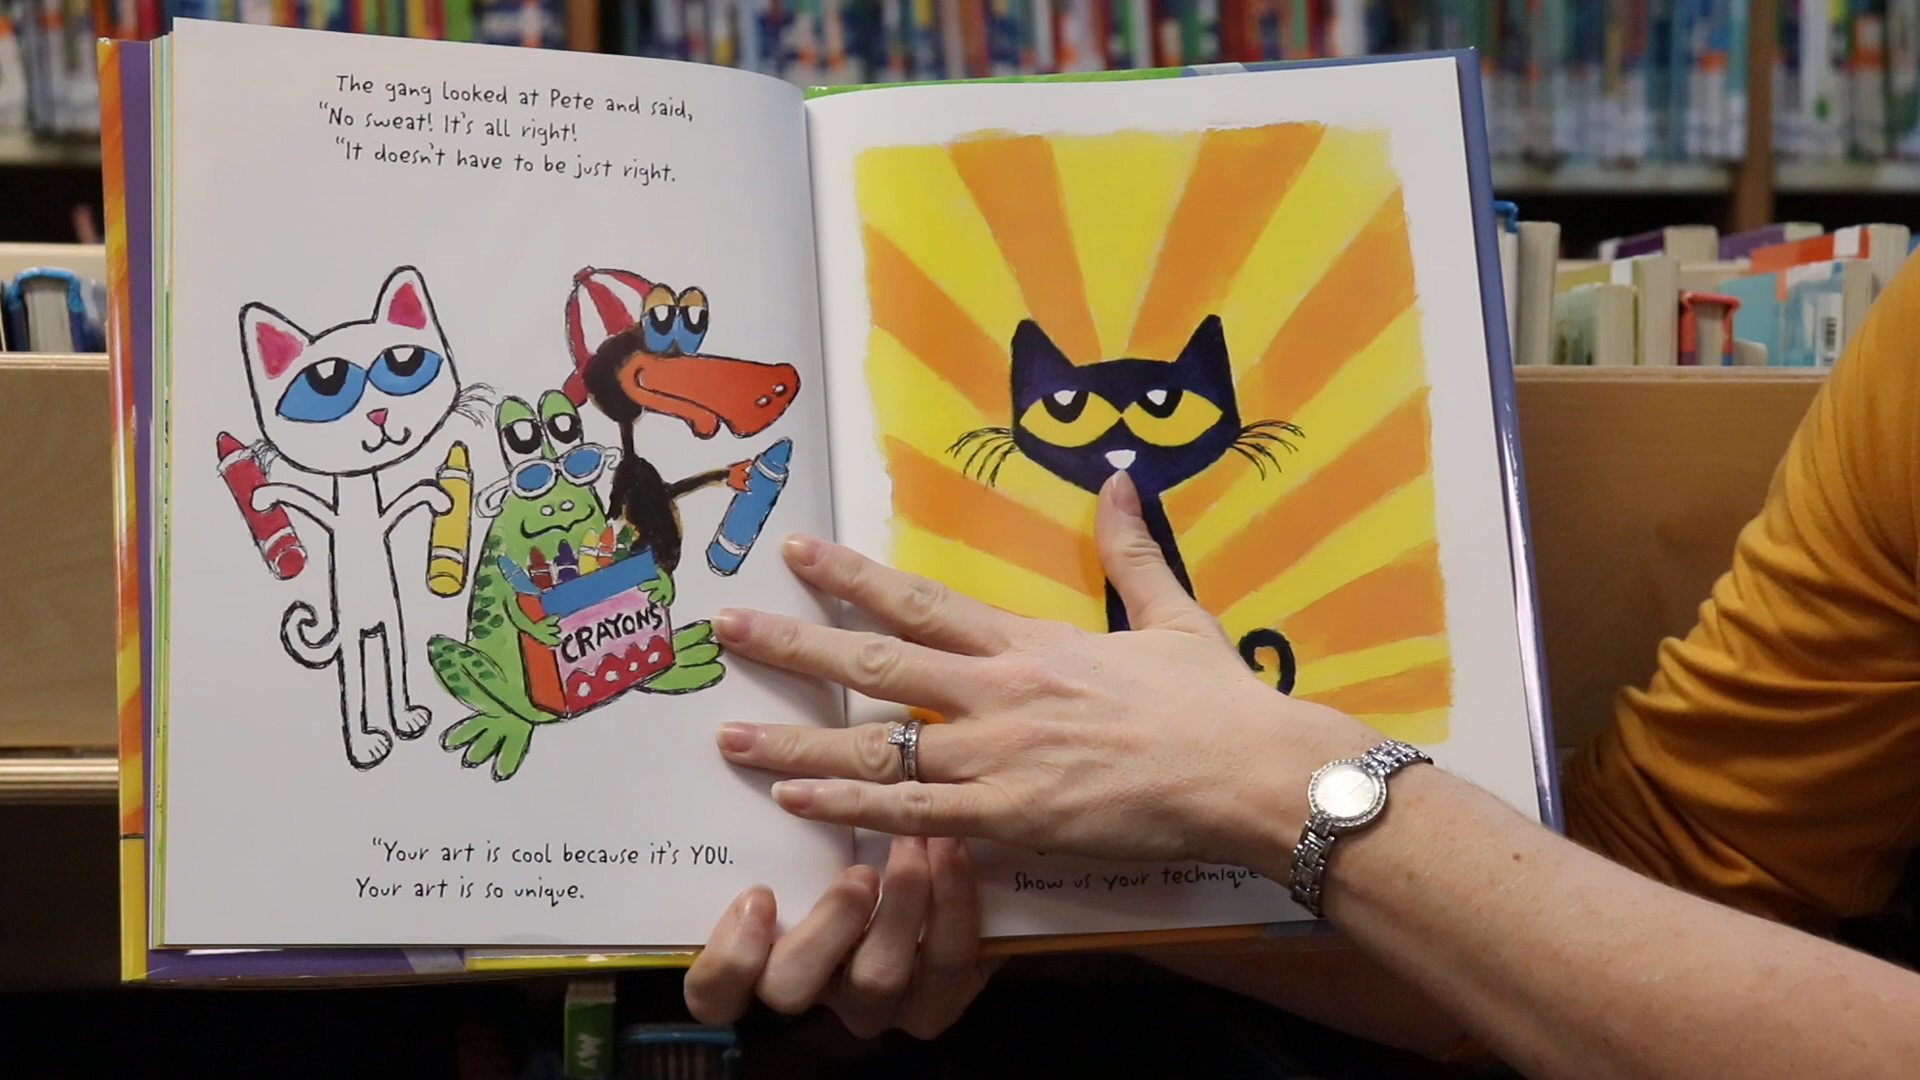 The gang looked at Pete and said,
"No sweat! It's all right!
"It doesn't have to be just right.
CRAYONS
"Your art is cool because it's YOU.
Your art is so unique.
Show us your technique
My